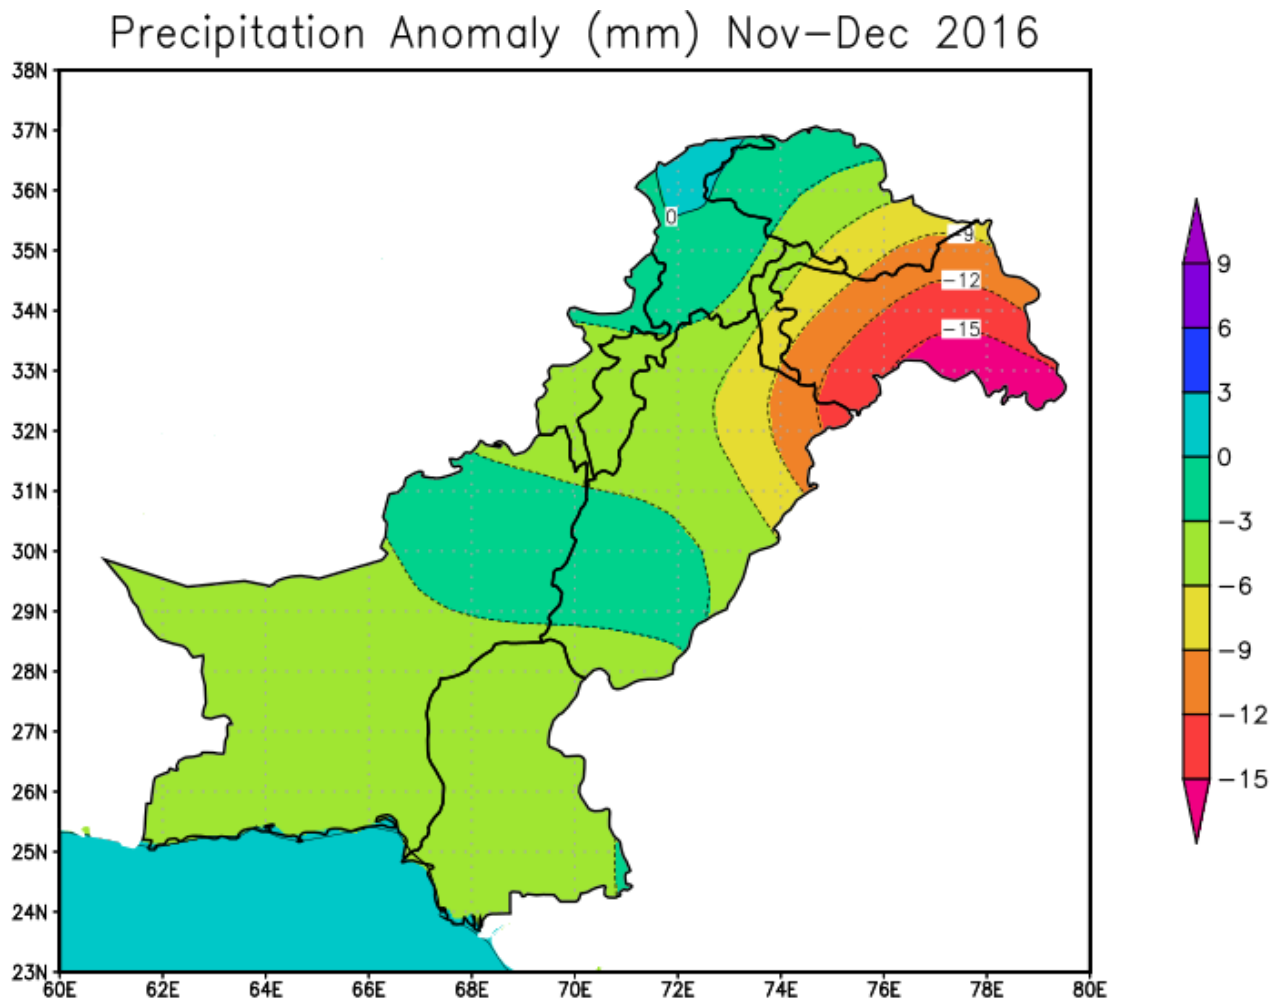 Precipitation Anomaly (mm) Nov-Dec 2016
38N
37N
36N
35N
34N
33N
32N
31N
30N
29N
28N
27N
26N
25N
24N
23N
60E 62E 64E 66E 68E 70E 72E 74E 76E 78E 80E
0
-9
-12
-15
9
6
3
0
-3
-6
-9
-12
-15